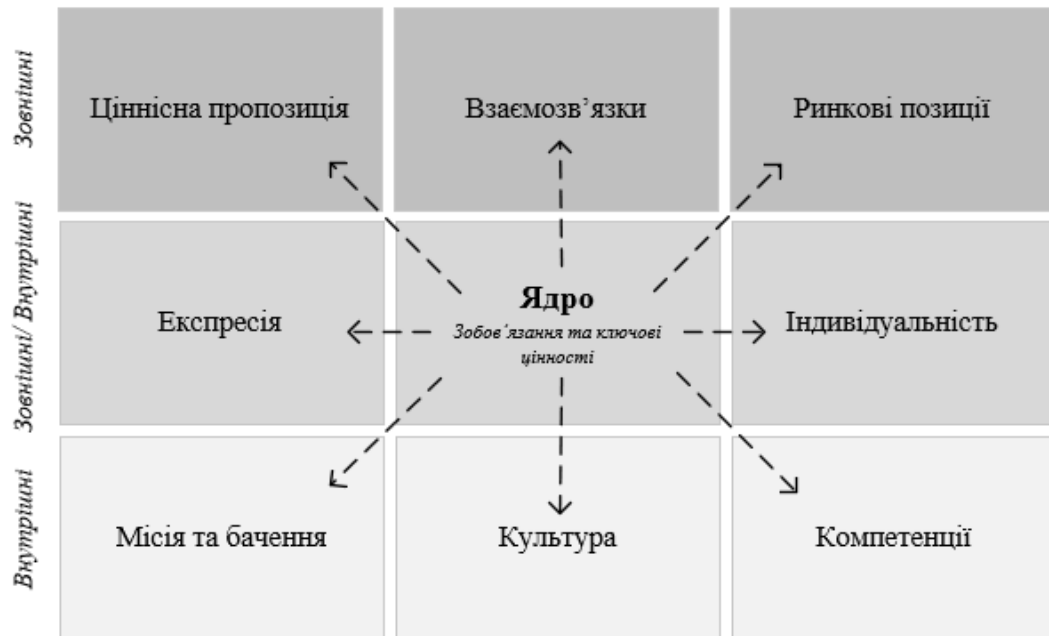 Зовнішні
Ціннісна пропозиція
Взаємозв’язки
Ринкові позиції
Зовнішні/ Внутрішні
Експресія
Ядро
Зобов’язання та ключові
цінності
Індивідуальність
Внутрішні
Місія та бачення
Культура
Компетенції